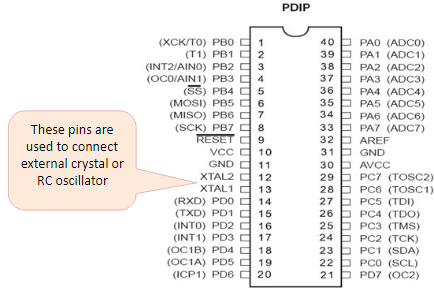 PDIP
(XCK/T0) PB0 1 40 PA0 (ADC0)
(T1) PB1 2 39 PA1 (ADC1)
(INT2/AIN0) PB2 3 38 PA2 (ADC2)
(OC0/AIN1) PB3 4 37 PA3 (ADC3)
(SS) PB4 5 36 PA4 (ADC4)
(MOSI) PB5 6 35 PA5 (ADC5)
(MISO) PB6 7 34 PA6 (ADC6)
(SCK) PB7 8 33 PA7 (ADC7)
RESET 9 32 AREF
VCC 10 31 GND
GND 11 30 AVCC
XTAL2 12 29 PC7 (TOSC2)
XTAL1 13 28 PC6 (TOSC1)
(RXD) PD0 14 27 PC5 (TDI)
(TXD) PD1 15 26 PC4 (TDO)
(INT0) PD2 16 25 PC3 (TMS)
(INT1) PD3 17 24 PC2 (TCK)
(OC1B) PD4 18 23 PC1 (SDA)
(OC1A) PD5 19 22 PC0 (SCL)
(ICP1) PD6 20 21 PD7 (OC2)
These pins are
used to connect
external crystal or
RC oscillator